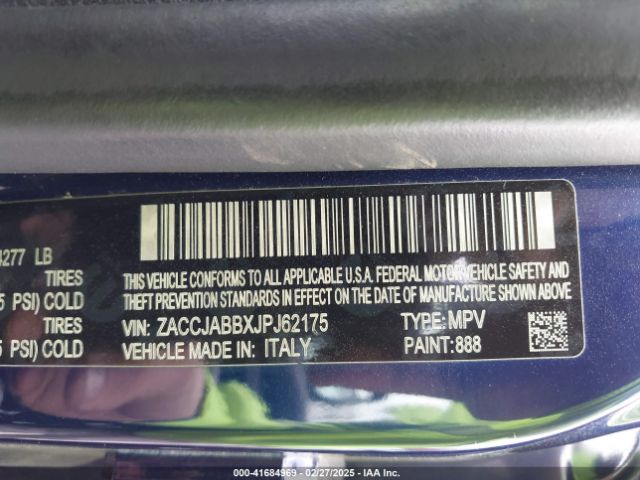 4277 LB
TIRES
5 PSI) COLD
TIRES
5 PSI) COLD
THIS VEHICLE CONFORMS TO ALL APPLICABLE U.S.A. FEDERAL MOTOR VEHICLE SAFETY AND
THEFT PREVENTION STANDARDS IN EFFECT ON THE DATE OF MANUFACTURE SHOWN ABOVE.
VIN: ZACCJABBXJPJ62175 TYPE: MPV
VEHICLE MADE IN: ITALY PAINT:888
000-41684969 - 02/27/2025 - IAA Inc.